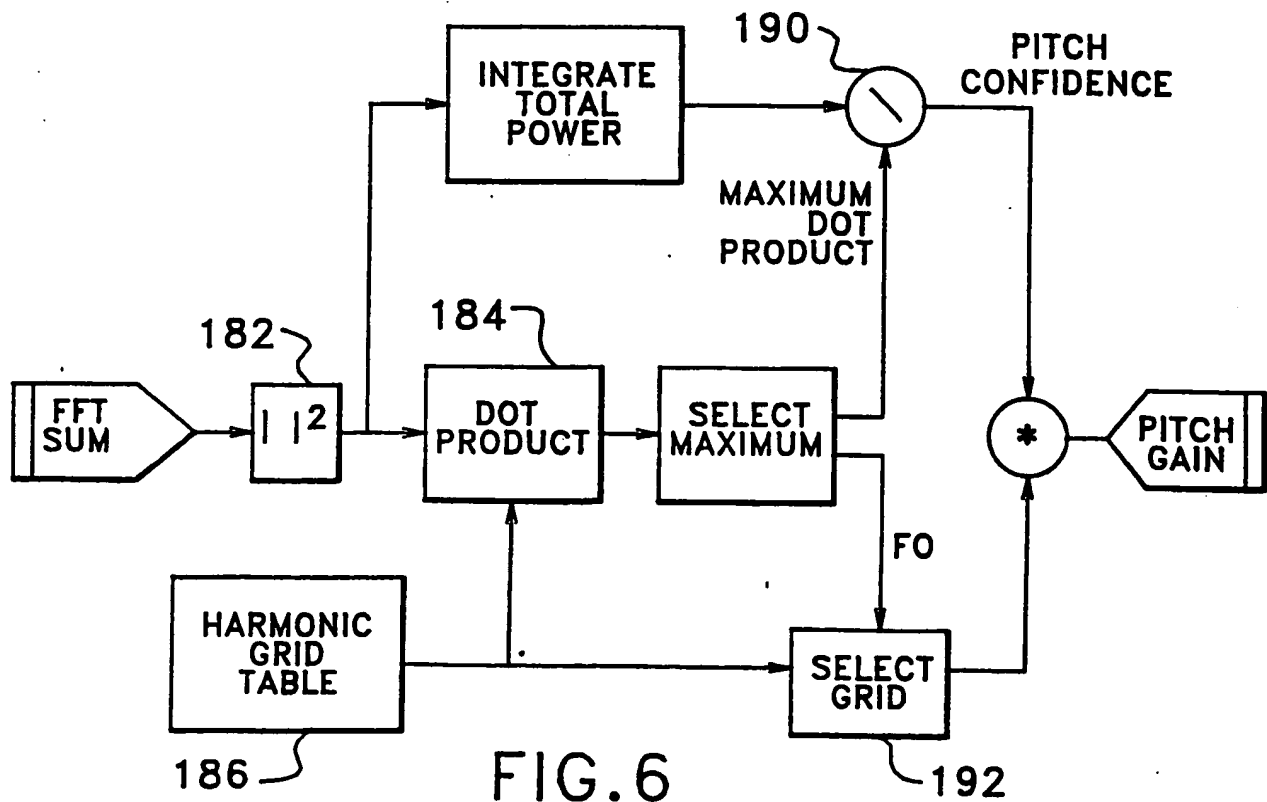 190
PITCH
CONFIDENCE
INTEGRATE
TOTAL
POWER
\
MAXIMUM
DOT
PRODUCT
182
184
FFT
SUM
| |²
DOT
PRODUCT
SELECT
MAXIMUM
*
PITCH
GAIN
FO
HARMONIC
GRID
TABLE
SELECT
GRID
186
192
FIG.6